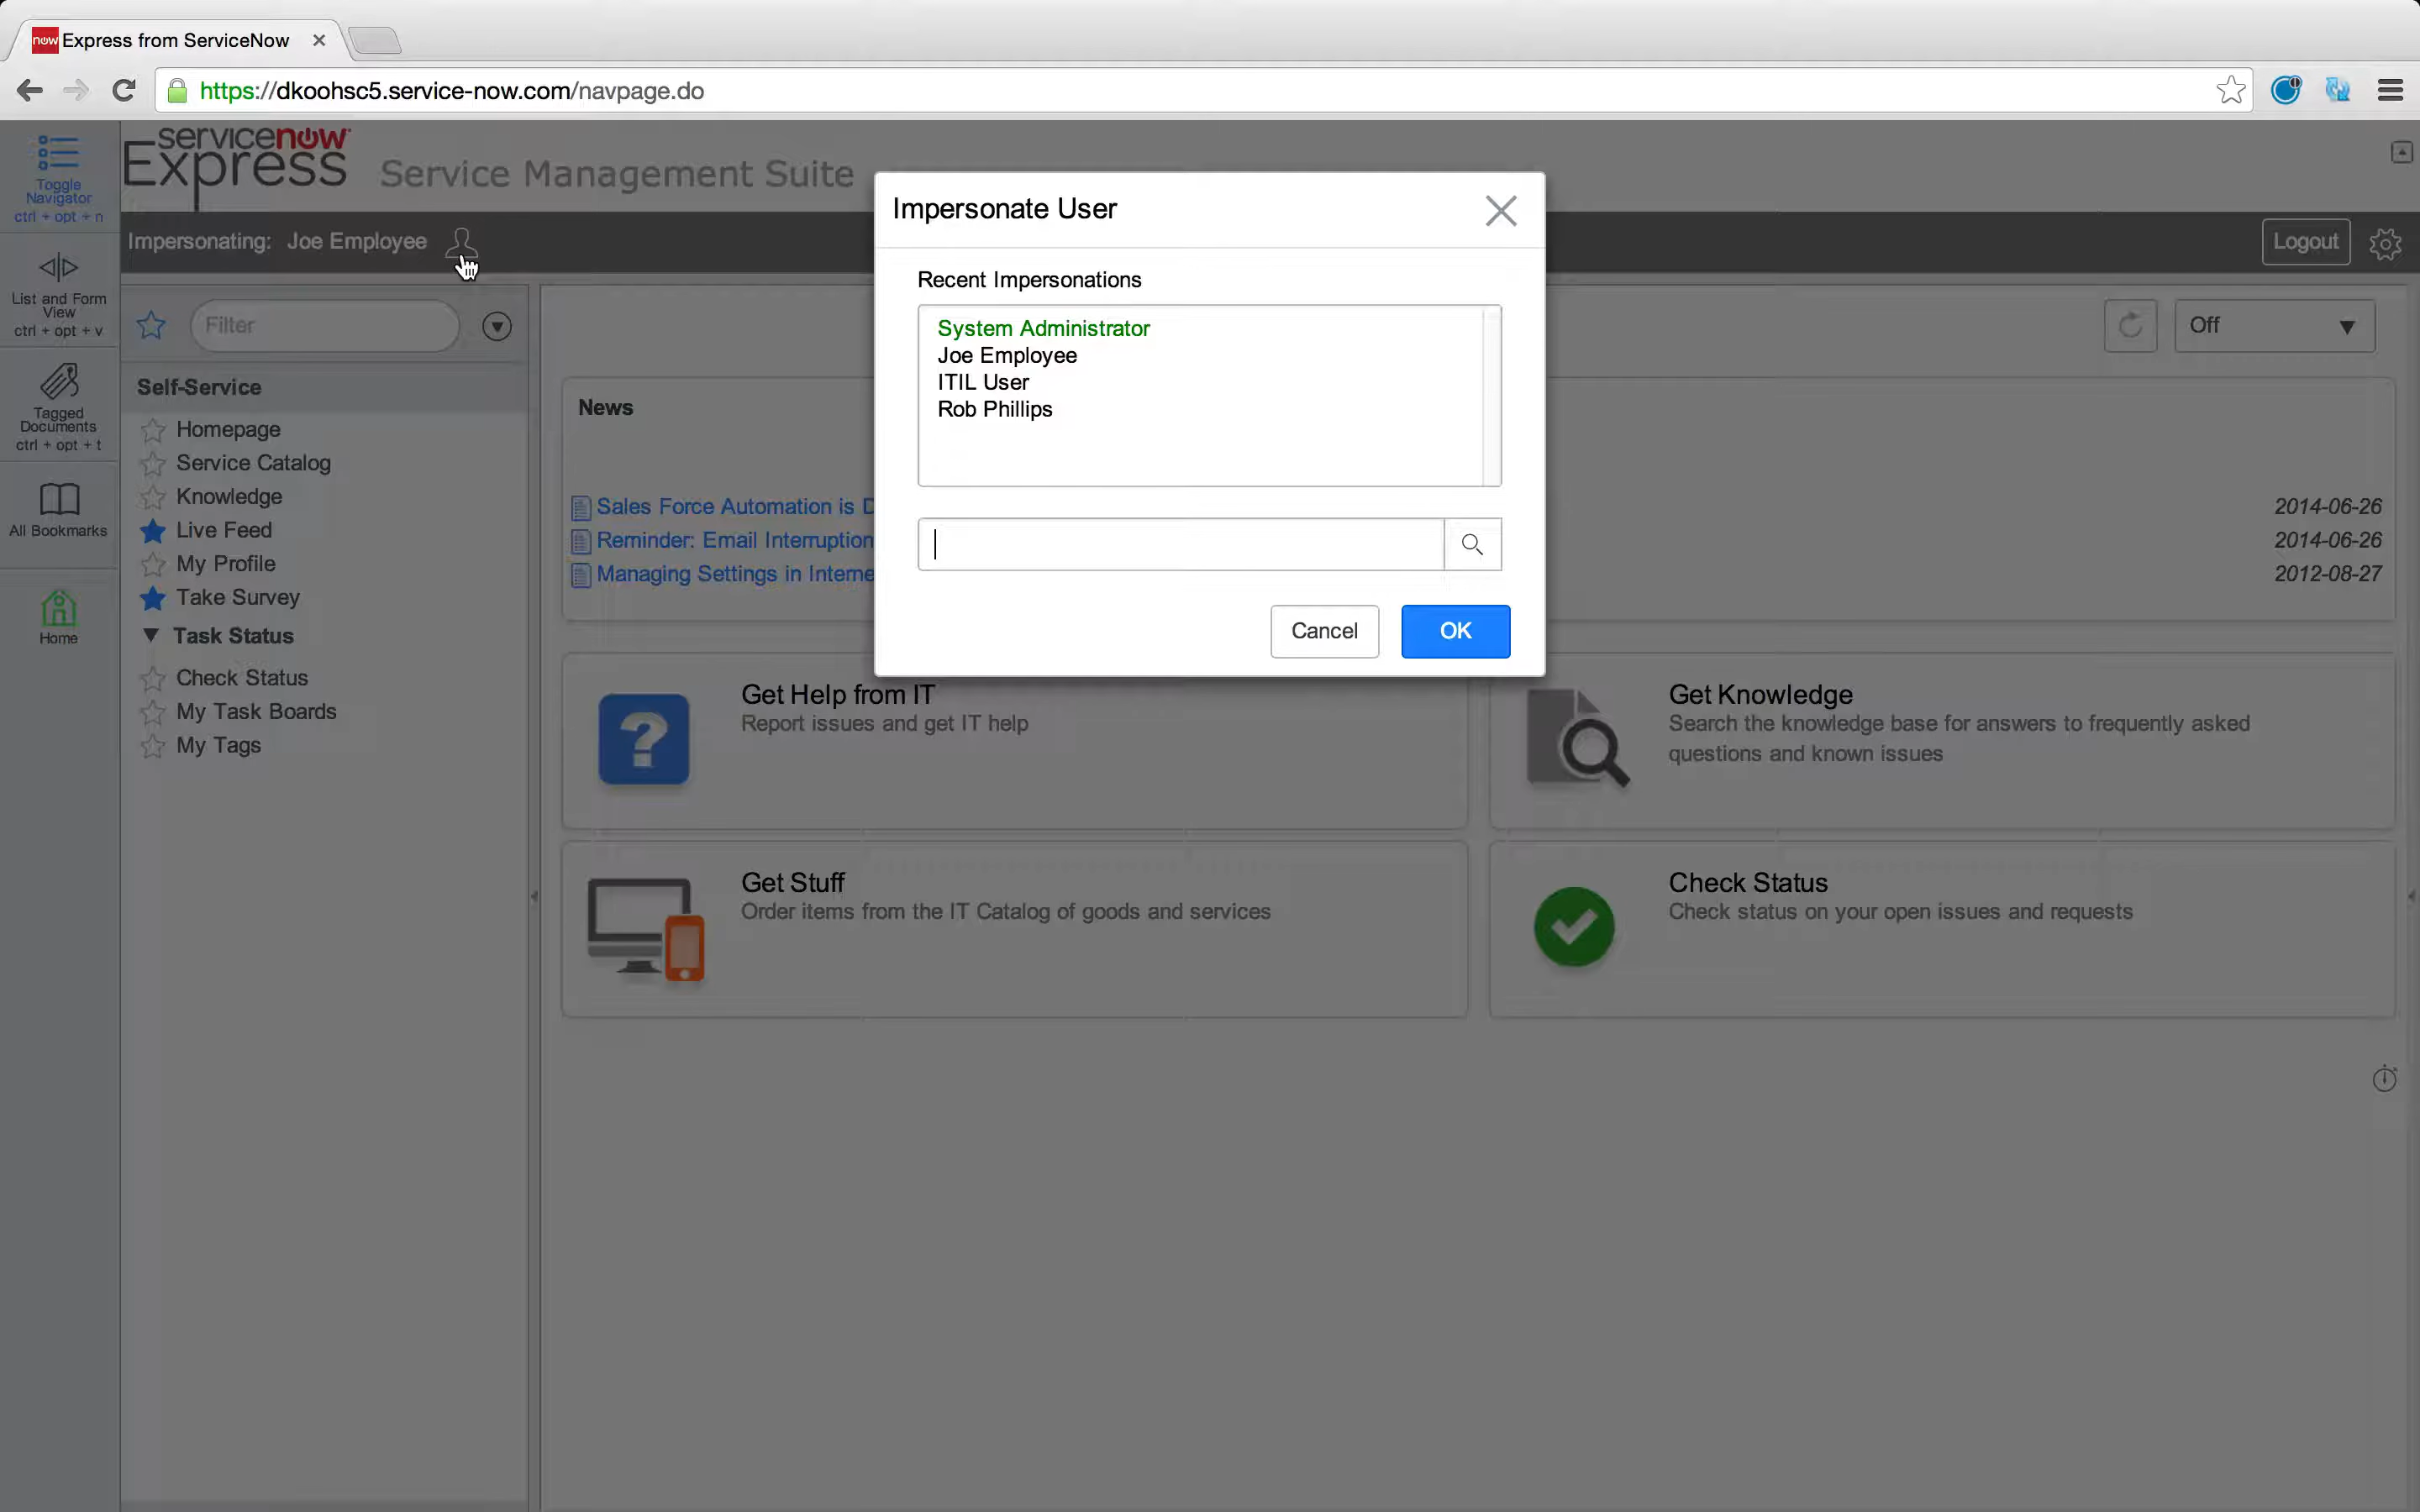 now Express from ServiceNow
https://dkoohsc5.service-now.com/navpage.do
servicenow
Express
Service Management Suite
Toggle
Navigator
ctrl + opt + n
Impersonating: Joe Employee
Logout
List and Form
View
ctrl + opt + v
Tagged
Documents
ctrl + opt + t
All Bookmarks
Home
Filter
Self-Service
Homepage
Service Catalog
Knowledge
Live Feed
My Profile
Take Survey
Task Status
Check Status
My Task Boards
My Tags
Impersonate User
Recent Impersonations
System Administrator
Joe Employee
ITIL User
Rob Phillips
Cancel
OK
Off
News
Sales Force Automation is
2014-06-26
Reminder: Email Interruption
2014-06-26
Managing Settings in
2012-08-27
Get Help from IT
Report issues and get IT help
Get Knowledge
Search the knowledge base for answers to frequently asked
questions and known issues
Get Stuff
Order items from the IT Catalog of goods and services
Check Status
Check status on your open issues and requests